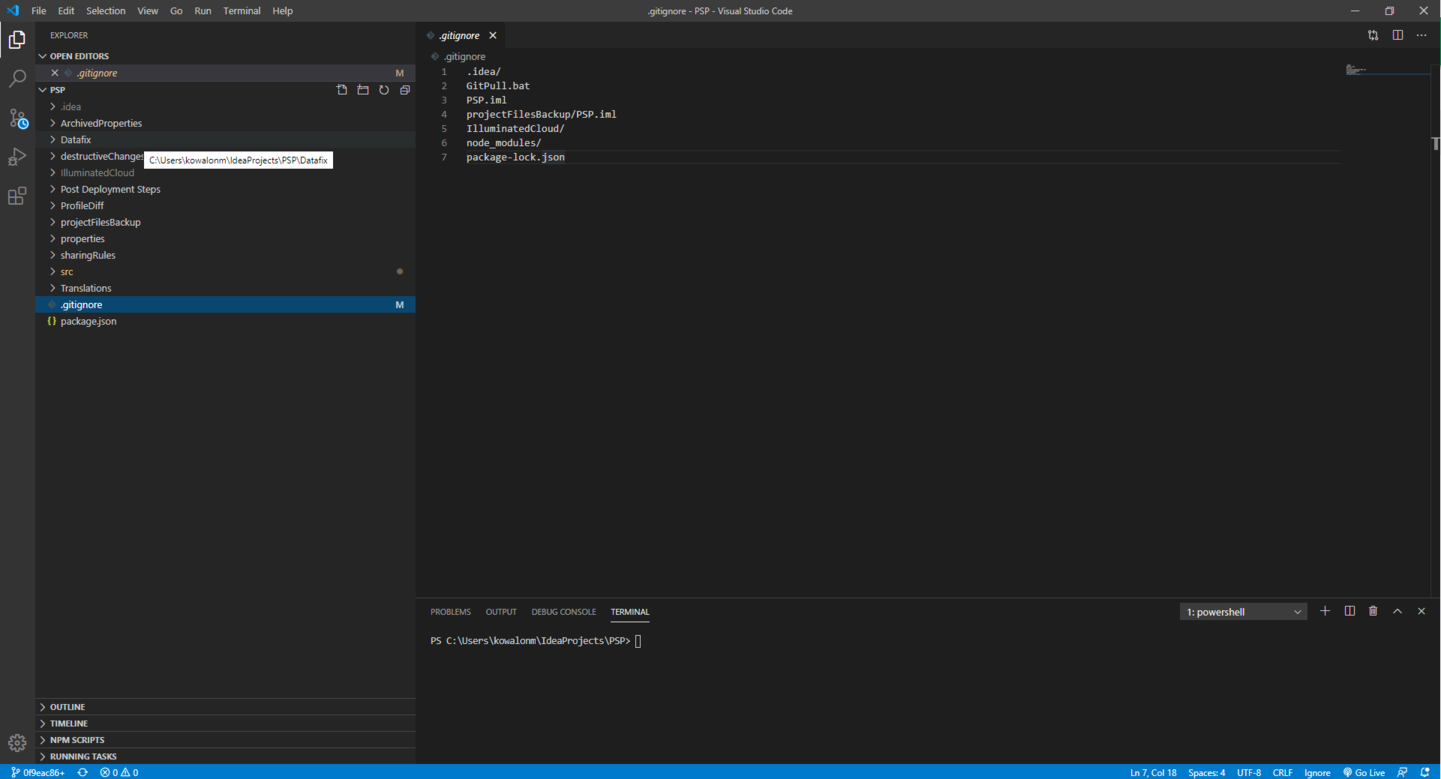 File Edit Selection View Go Run Terminal Help
.gitignore - PSP - Visual Studio Code
EXPLORER
OPEN EDITORS
.gitignore M
PSP
.idea
ArchivedProperties
Datafix
destructiveChanges
C:\Users\kowalonm\IdeaProjects\PSP\Datafix
IlluminatedCloud
Post Deployment Steps
ProfileDiff
projectFilesBackup
properties
sharingRules
src
Translations
.gitignore M
{} package.json
OUTLINE
TIMELINE
NPM SCRIPTS
RUNNING TASKS
.gitignore
.gitignore
1 .idea/
2 GitPull.bat
3 PSP.iml
4 projectFilesBackup/PSP.iml
5 IlluminatedCloud/
6 node_modules/
7 package-lock.json
PROBLEMS OUTPUT DEBUG CONSOLE TERMINAL
1: powershell
PS C:\Users\kowalonm\IdeaProjects\PSP>
0f9eac86+ 0 0
Ln 7, Col 18 Spaces: 4 UTF-8 CRLF Ignore Go Live